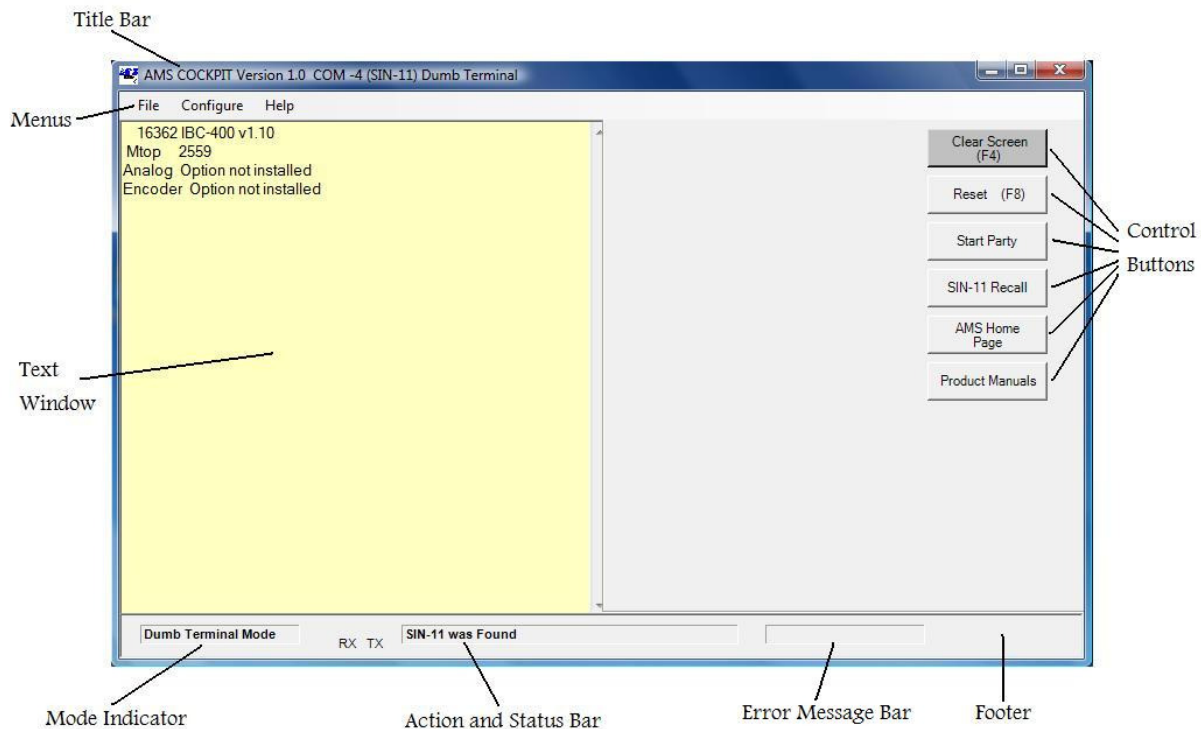 Title Bar
AMS COCKPIT Version 1.0 COM -4 (SIN-11) Dumb Terminal
File Configure Help
Menus
16362 IBC-400 v1.10
Mtop 2559
Analog Option not installed
Encoder Option not installed
Clear Screen
(F4)
Reset (F8)
Start Party
SIN-11 Recall
AMS Home
Page
Product Manuals
Control
Buttons
Text
Window
Dumb Terminal Mode
RX TX
SIN-11 was Found
Mode Indicator
Action and Status Bar
Error Message Bar
Footer